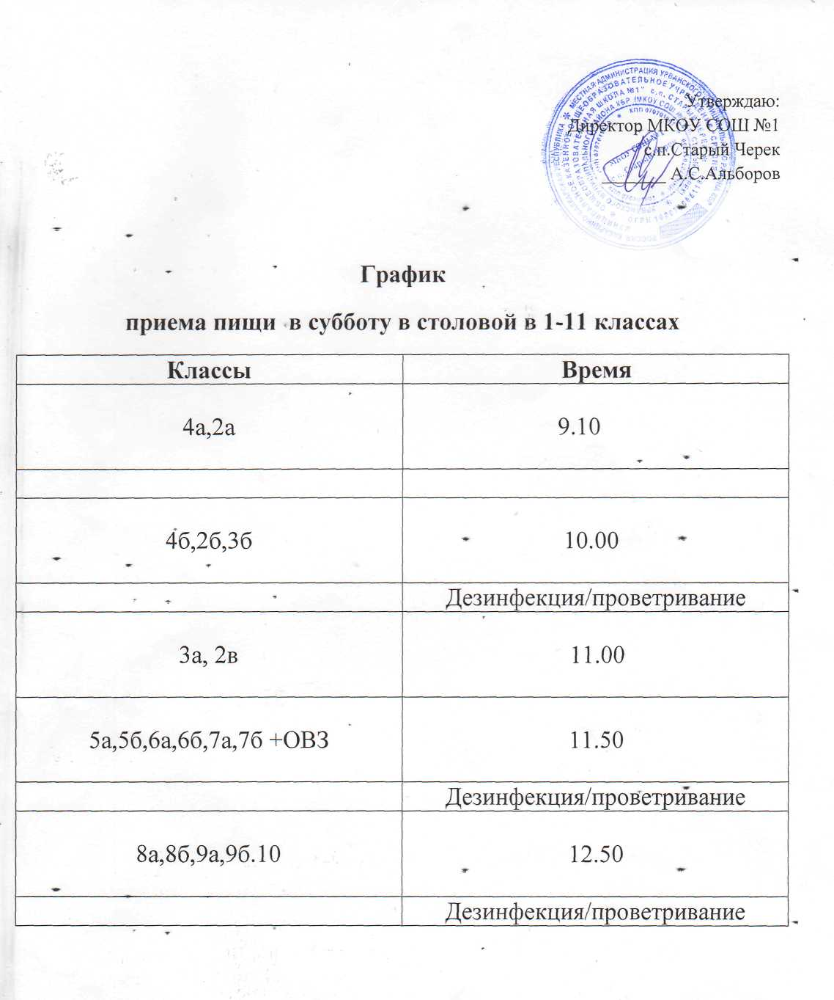 Утверждаю:
Директор МКОУ СОШ №1
с.п.Старый Черек
_______ А.С.Альборов
График
приема пищи в субботу в столовой в 1-11 классах
Классы Время
4а,2а 9.10
4б,2б,3б 10.00
Дезинфекция/проветривание
3а, 2в 11.00
5а,5б,6а,6б,7а,7б +ОВЗ 11.50
Дезинфекция/проветривание
8а,8б,9а,9б.10 12.50
Дезинфекция/проветривание